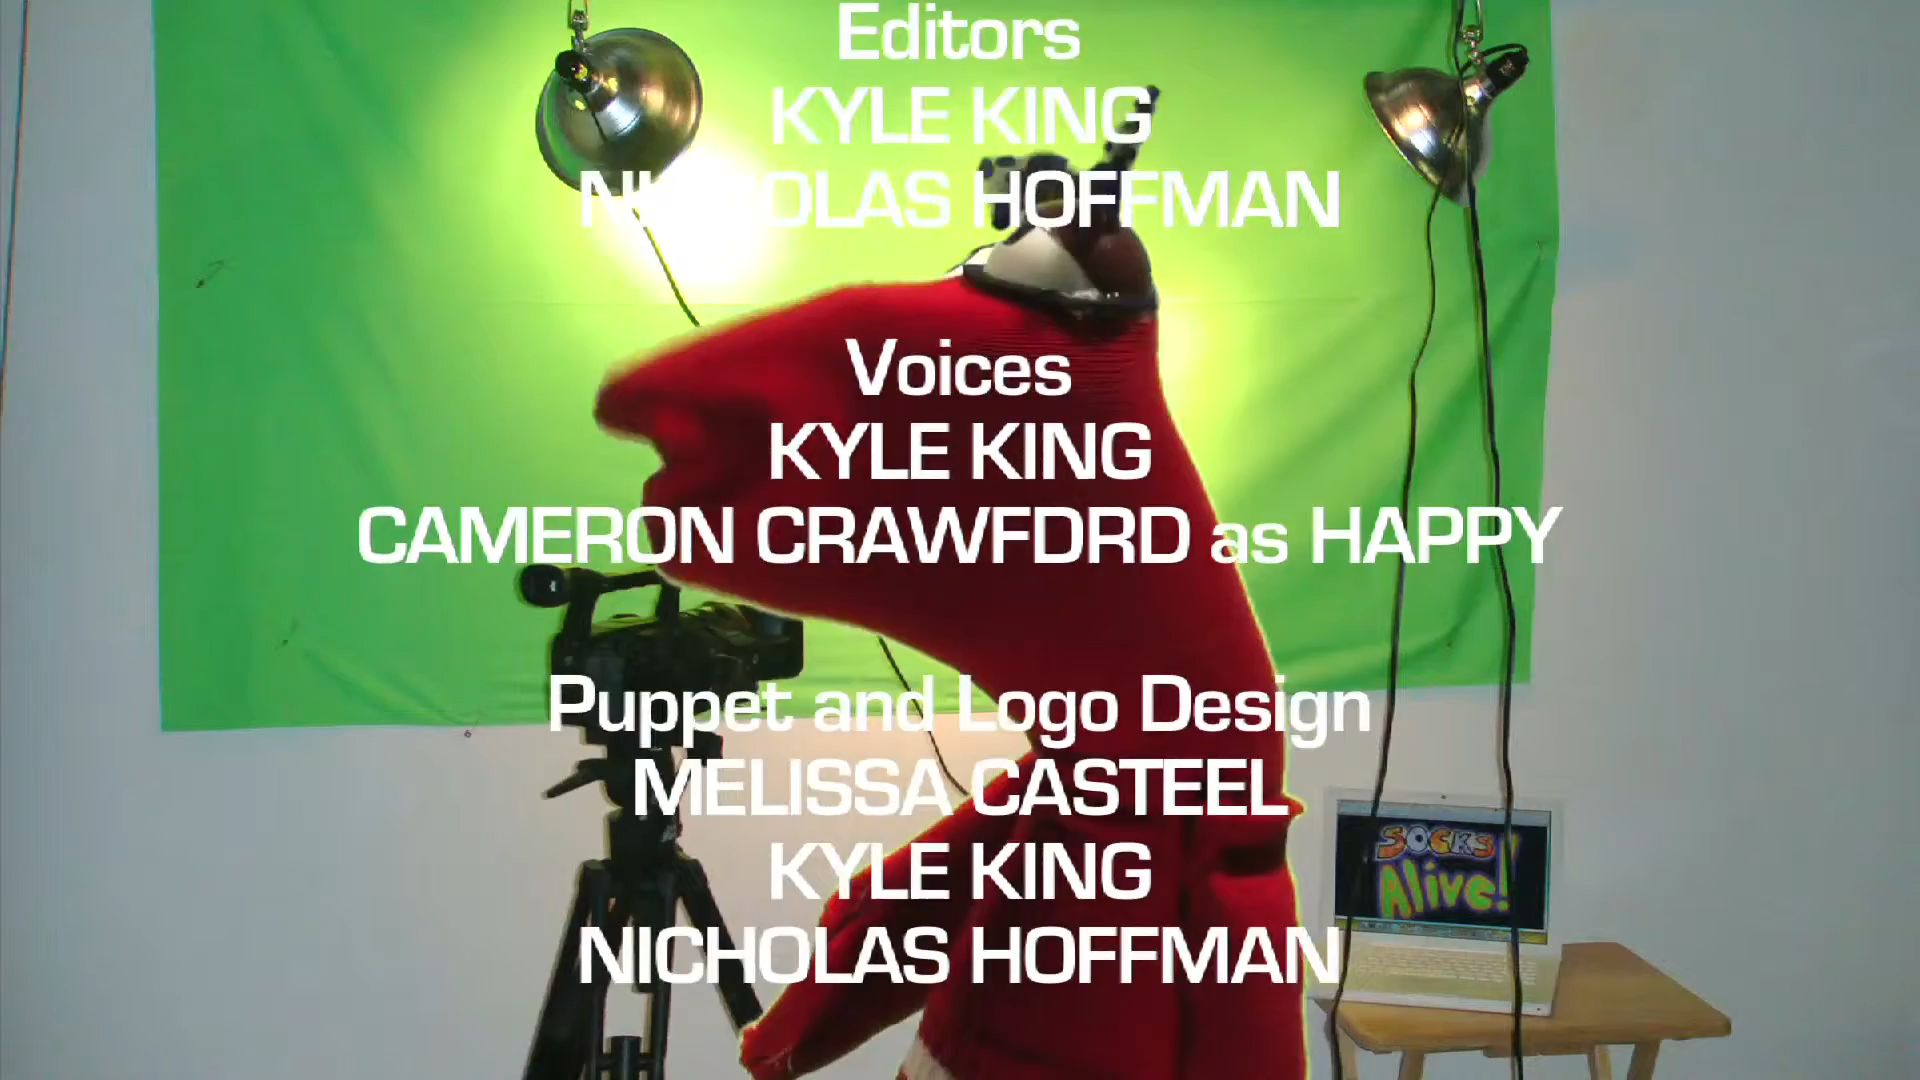 Editors
KYLE KING
NICHOLAS HOFFMAN
Voices
KYLE KING
CAMERON CRAWFDRD as HAPPY
Puppet and Logo Design
MELISSA CASTEEL
KYLE KING
NICHOLAS HOFFMAN
SOCKS
Alive!